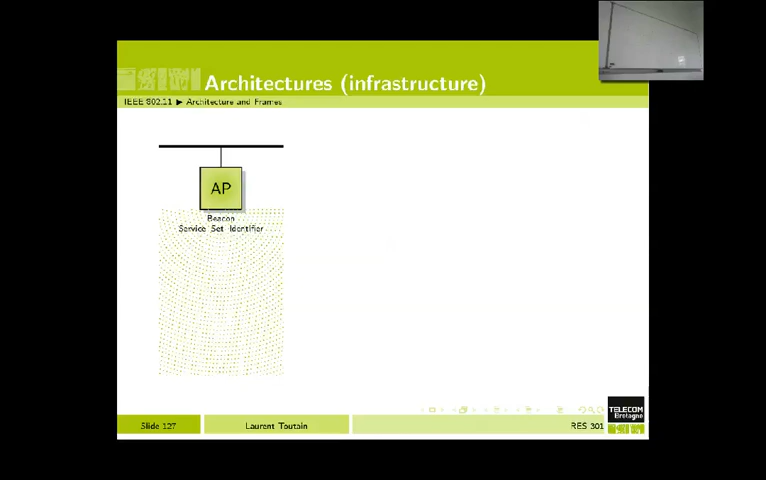 Architectures (infrastructure)
IEEE 802.11 ▶ Architecture and Frames
AP
Beacon
Service Set Identifier
TELECOM
Bretagne
Slide 127
Laurent Toutain
RES 301